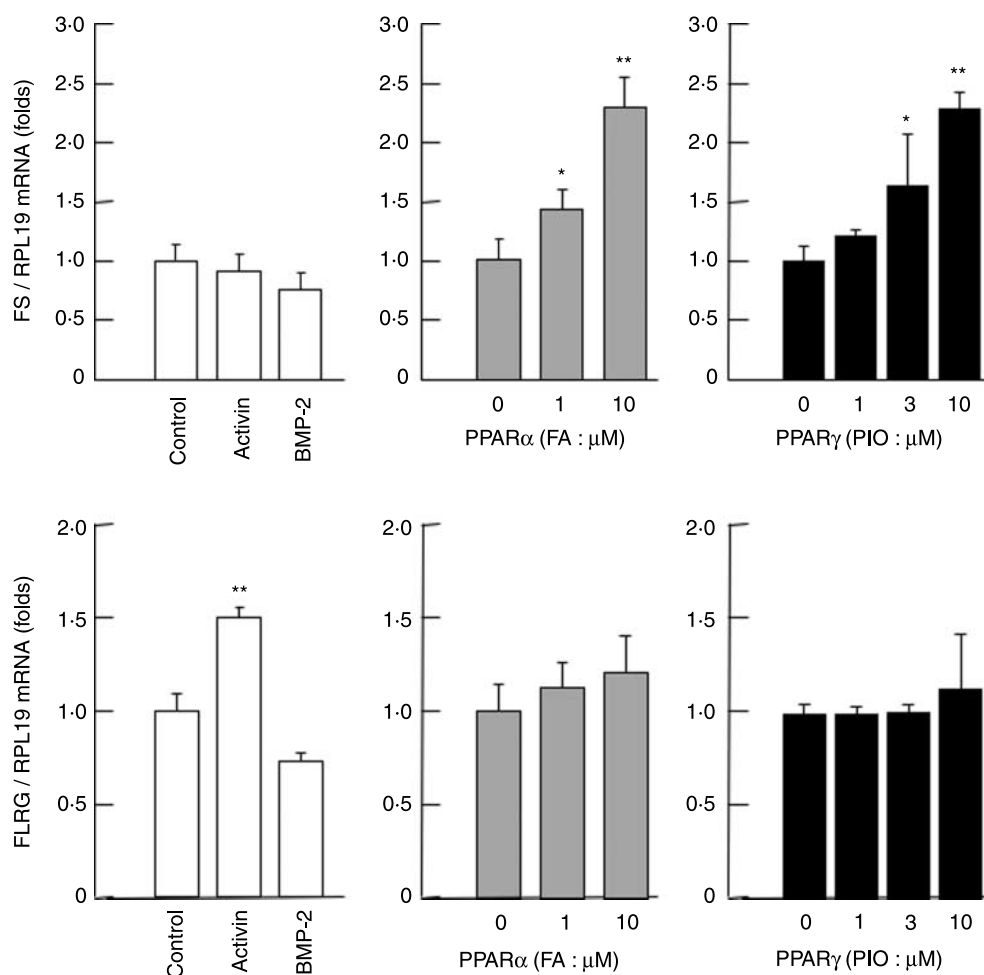 FS / RPL19 mRNA (folds)
3·0
2·5
2·0
1·5
1·0
0·5
0
Control
Activin
BMP-2
3·0
2·5
2·0
1·5
1·0
0·5
0
*
**
0 1 10
PPARα (FA : μM)
3·0
2·5
2·0
1·5
1·0
0·5
0
*
**
0 1 3 10
PPARγ (PIO : μM)
FLRG / RPL19 mRNA (folds)
2·0
1·5
1·0
0·5
0
**
Control
Activin
BMP-2
2·0
1·5
1·0
0·5
0
0 1 10
PPARα (FA : μM)
2·0
1·5
1·0
0·5
0
0 1 3 10
PPARγ (PIO : μM)